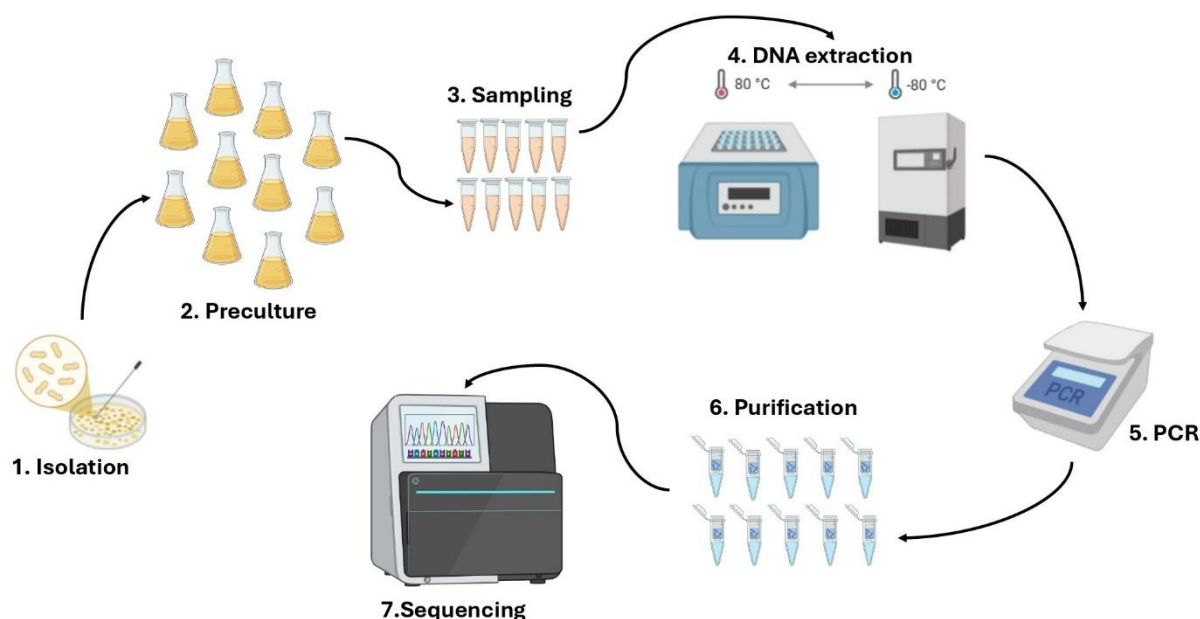 1. Isolation
2. Preculture
3. Sampling
4. DNA extraction
80 °C
-80 °C
PCR
5. PCR
6. Purification
7.Sequencing